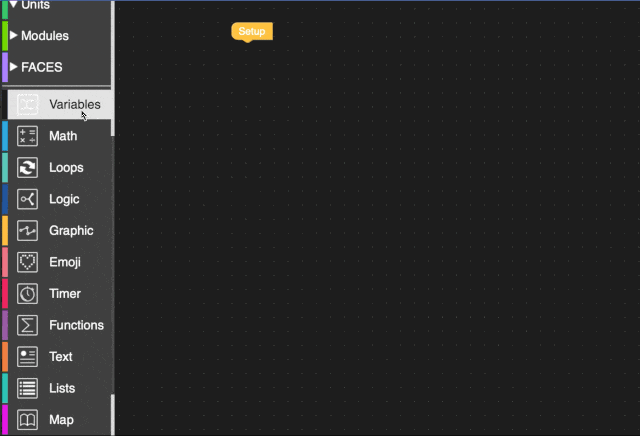 Units
Setup
Modules
FACES
Variables
Math
Loops
Logic
Graphic
Emoji
Timer
Functions
Text
Lists
Map